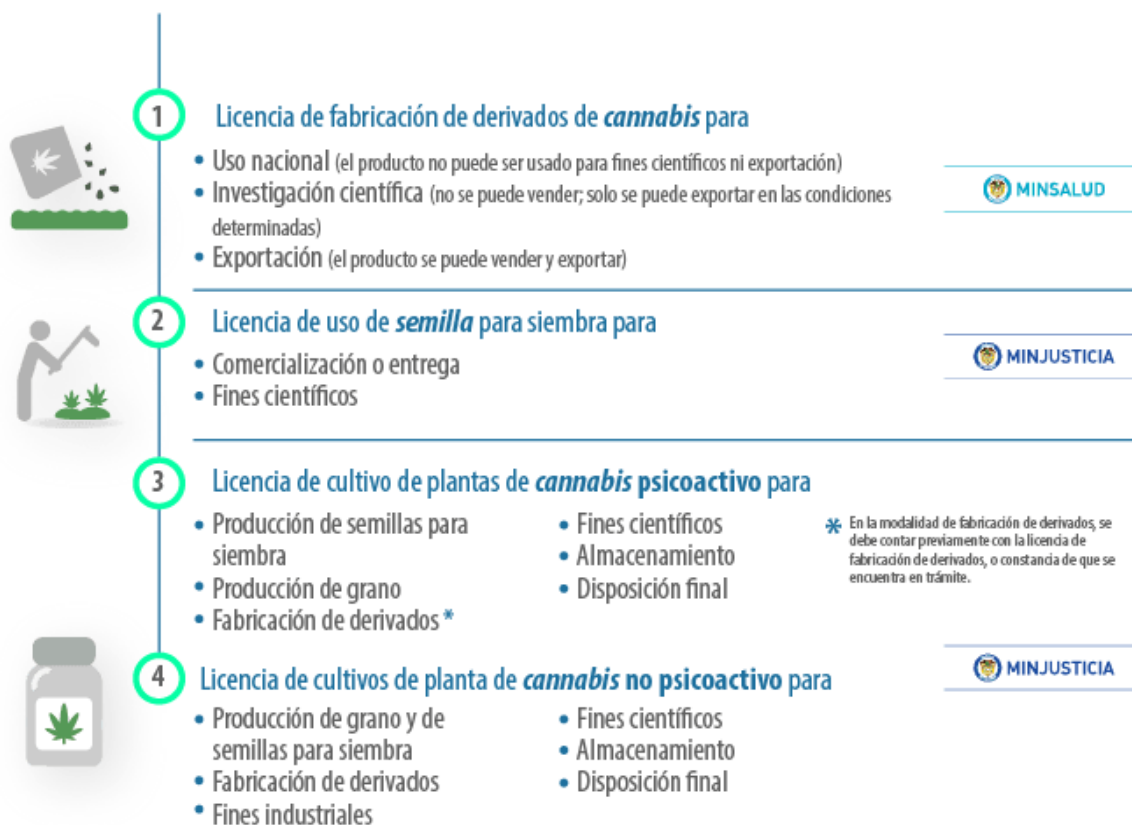 1
Licencia de fabricación de derivados de cannabis para
• Uso nacional (el producto no puede ser usado para fines científicos ni exportación)
• Investigación científica (no se puede vender; solo se puede exportar en las condiciones
determinadas)
• Exportación (el producto se puede vender y exportar)
MINSALUD
2
Licencia de uso de semilla para siembra para
• Comercialización o entrega
• Fines científicos
MINJUSTICIA
3
Licencia de cultivo de plantas de cannabis psicoactivo para
• Producción de semillas para
siembra
• Producción de grano
• Fabricación de derivados *
• Fines científicos
• Almacenamiento
• Disposición final
* En la modalidad de fabricación de derivados, se
debe contar previamente con la licencia de
fabricación de derivados, o constancia de que se
encuentra en trámite.
4
Licencia de cultivos de planta de cannabis no psicoactivo para
• Producción de grano y de
semillas para siembra
• Fabricación de derivados
• Fines industriales
• Fines científicos
• Almacenamiento
• Disposición final
MINJUSTICIA